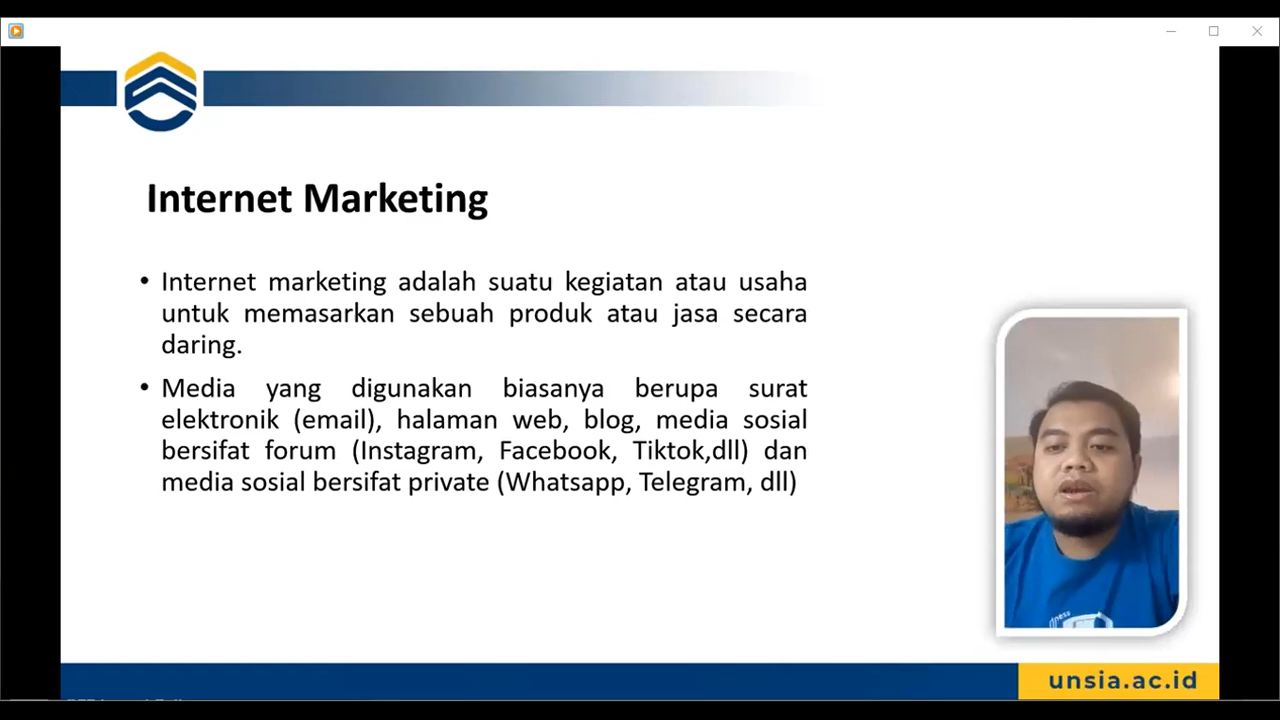 Internet Marketing
• Internet marketing adalah suatu kegiatan atau usaha
untuk memasarkan sebuah produk atau jasa secara
daring.
• Media yang digunakan biasanya berupa surat
elektronik (email), halaman web, blog, media sosial
bersifat forum (Instagram, Facebook, Tiktok,dll) dan
media sosial bersifat private (Whatsapp, Telegram, dll)
unsia.ac.id